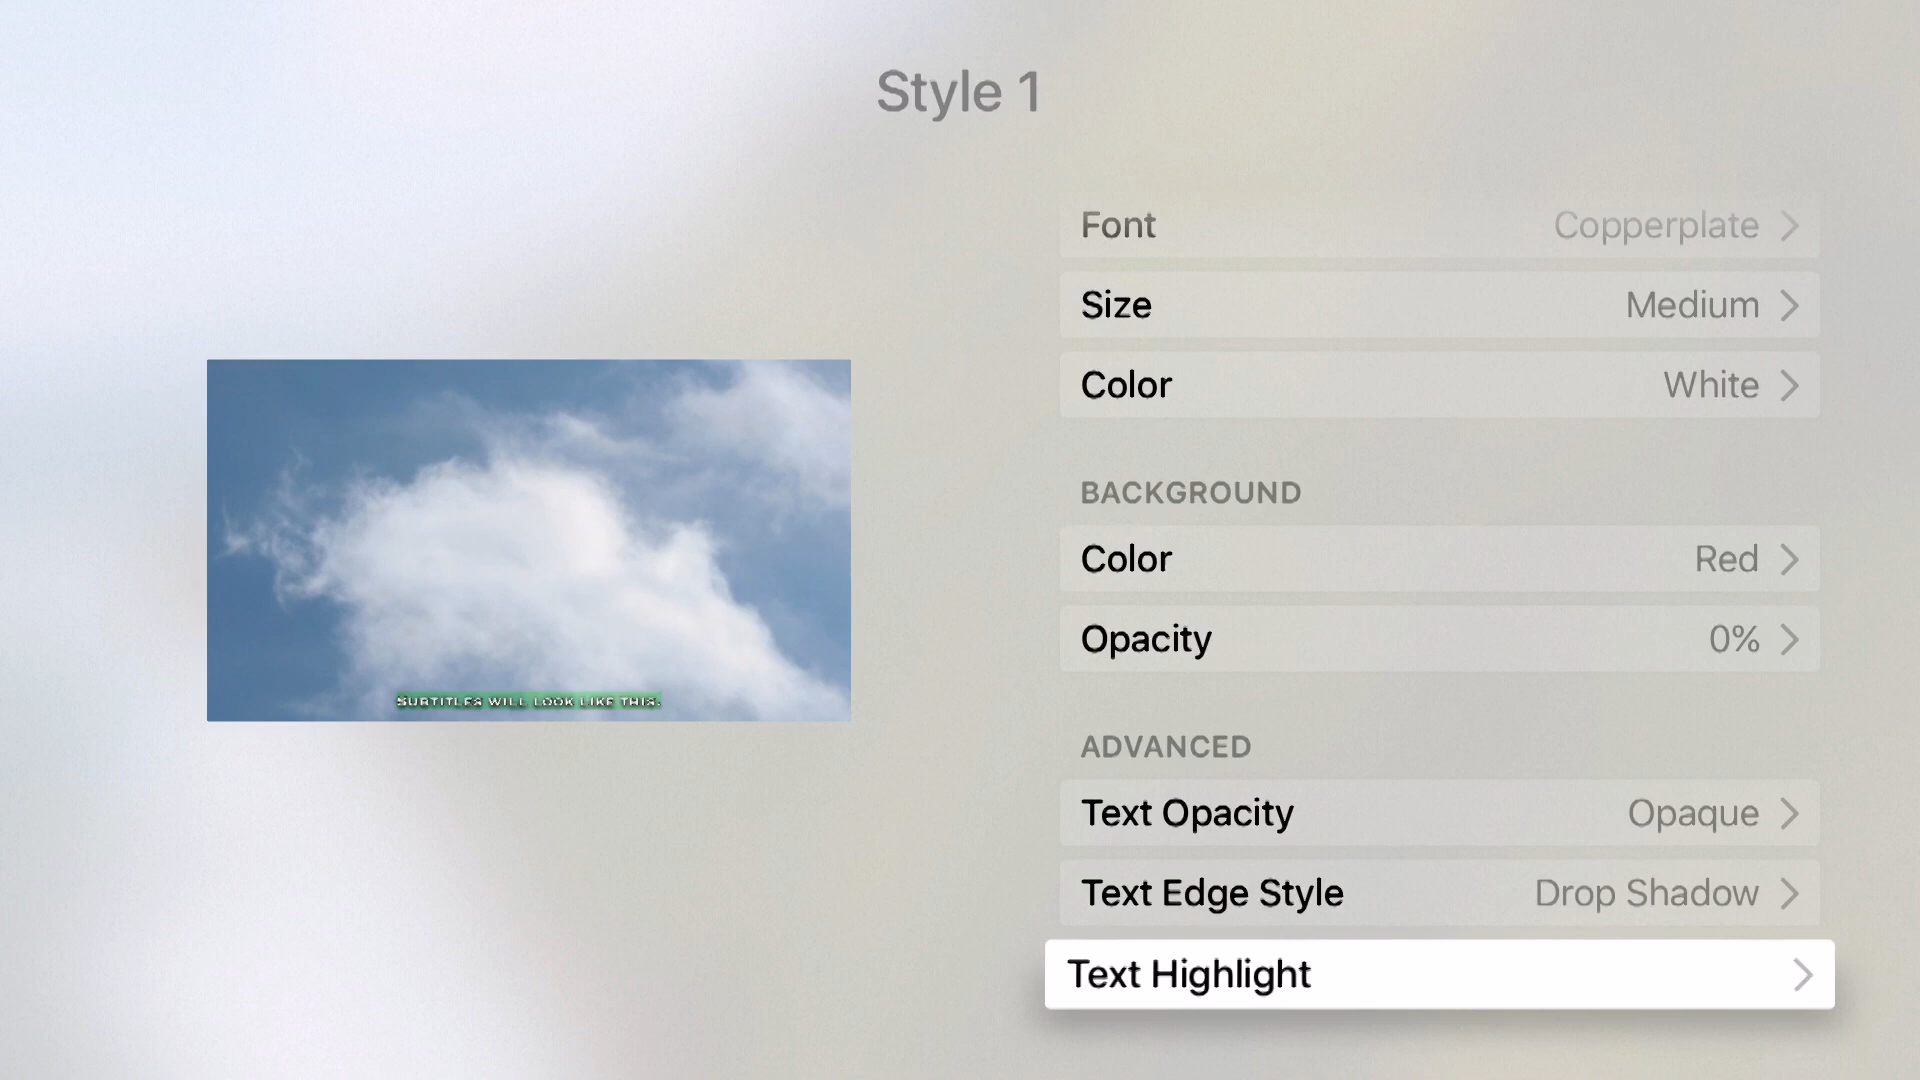 Style 1
Font Copperplate
Size Medium
Color White
BACKGROUND
Color Red
Opacity 0%
SUBTITLES WILL LOOK LIKE THIS.
ADVANCED
Text Opacity Opaque
Text Edge Style Drop Shadow
Text Highlight